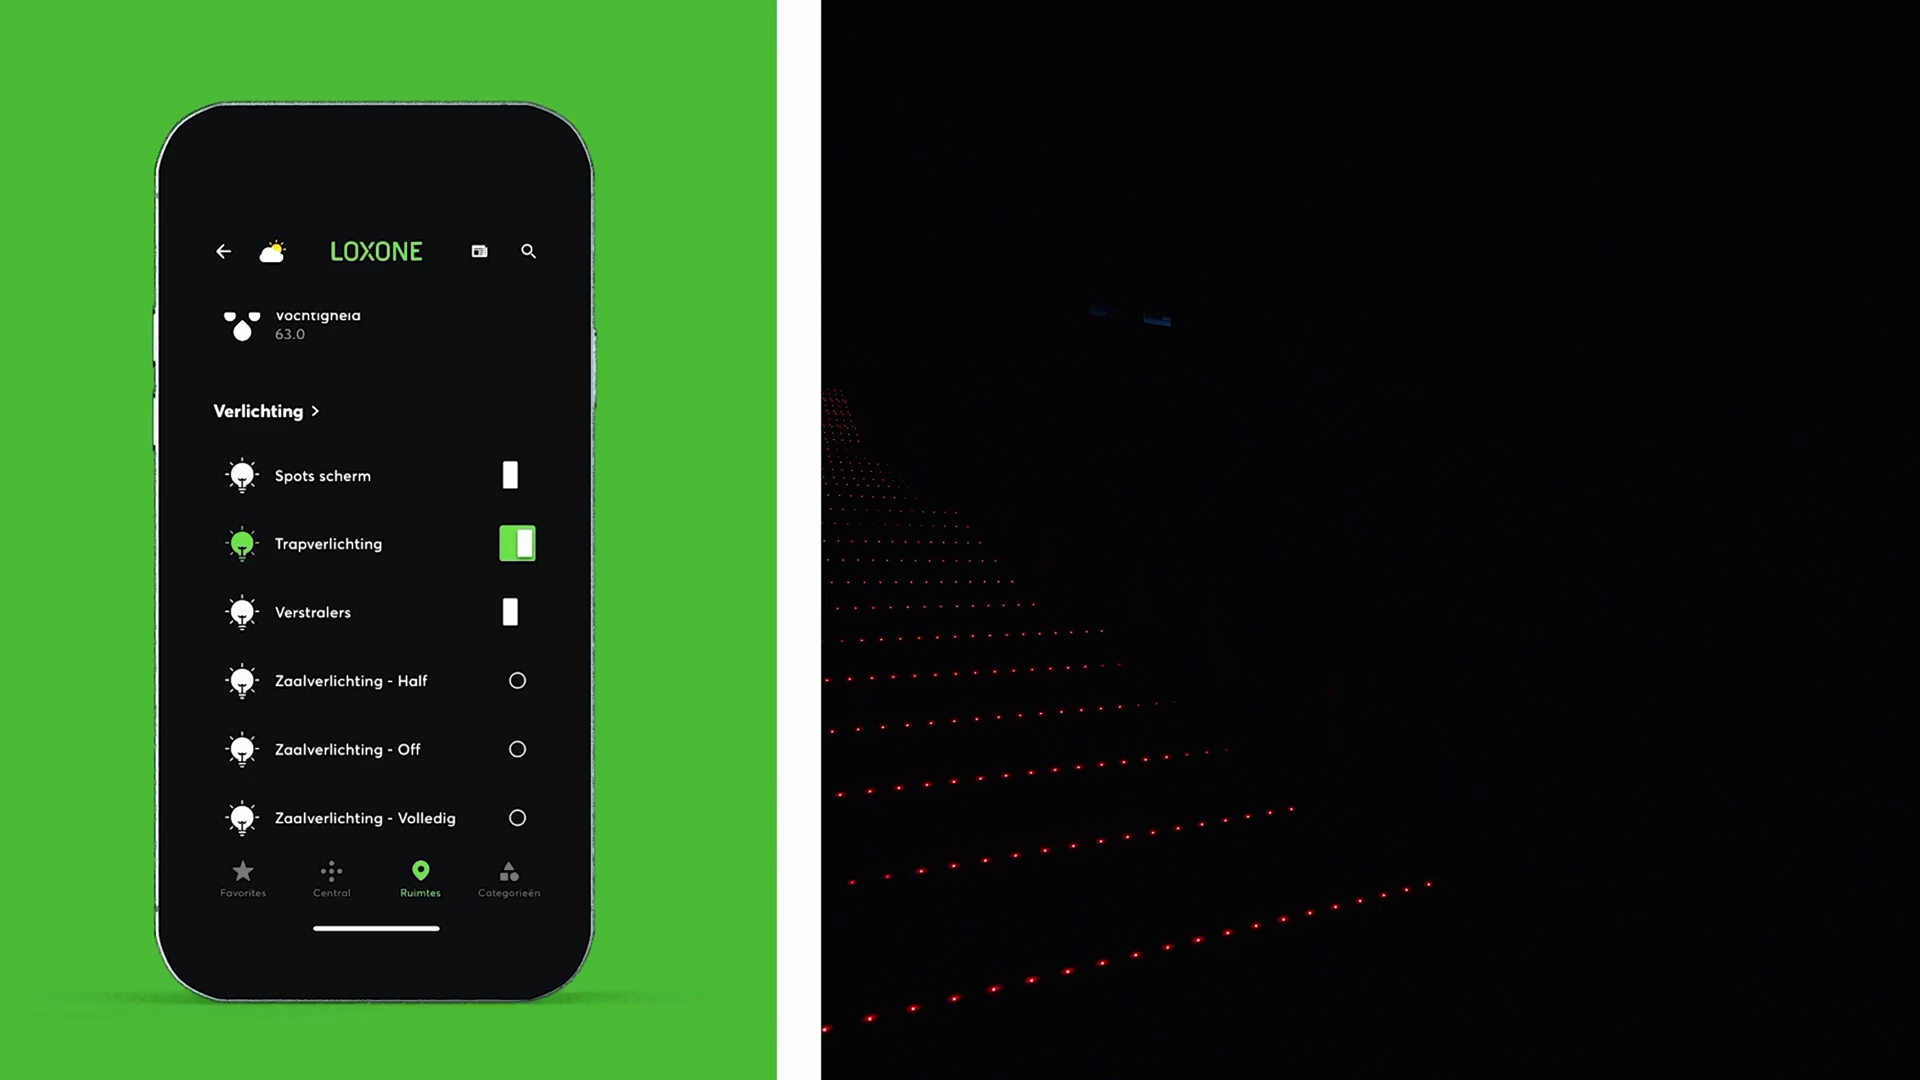 LOXONE
Vochtigheid
63.0
Verlichting >
Spots scherm
Trapverlichting
Verstralers
Zaalverlichting - Half
Zaalverlichting - Off
Zaalverlichting - Volledig
Favorites Central Ruimtes Categorieën